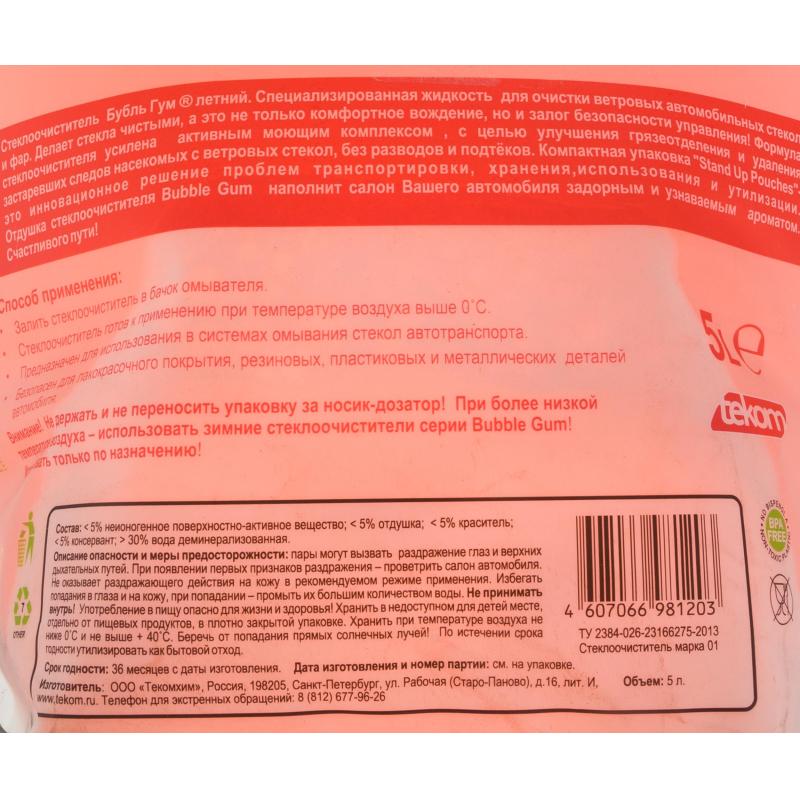 Стеклоочиститель Бубль Гум ® летний. Специализированная жидкость для очистки ветровых автомобильных стекол
и фар. Делает стекла чистыми, а это не только комфортное вождение, но и залог безопасности управления! Формула
стеклоочистителя усилена активным моющим комплексом , с целью улучшения грязеотделения и удаления
застаревших следов насекомых с ветровых стекол, без разводов и подтёков. Компактная упаковка "Stand Up Pouches"-
это инновационное решение проблем транспортировки, хранения,использования и утилизации.
Отдушка стеклоочистителя Bubble Gum наполнит салон Вашего автомобиля задорным и узнаваемым ароматом.
Счастливого пути!
Способ применения:
• Залить стеклоочиститель в бачок омывателя.
• Стеклоочиститель готов к применению при температуре воздуха выше 0°С.
• Предназначен для использования в системах омывания стекол автотранспорта.
• Безопасен для лакокрасочного покрытия, резиновых, пластиковых и металлических деталей
автомобиля.
Внимание! Не держать и не переносить упаковку за носик-дозатор! При более низкой
температуре воздуха – использовать зимние стеклоочистители серии Bubble Gum!
только по назначению!
5L℮
tekom
Состав: < 5% неионогенное поверхностно-активное вещество; < 5% отдушка; < 5% краситель;
< 5% консервант; > 30% вода деминерализованная.
Описание опасности и меры предосторожности: пары могут вызвать раздражение глаз и верхних
дыхательных путей. При появлении первых признаков раздражения – проветрить салон автомобиля.
Не оказывает раздражающего действия на кожу в рекомендуемом режиме применения. Избегать
попадания в глаза и на кожу, при попадании – промыть их большим количеством воды. Не принимать
внутрь! Употребление в пищу опасно для жизни и здоровья! Хранить в недоступном для детей месте,
отдельно от пищевых продуктов, в плотно закрытой упаковке. Хранить при температуре воздуха не
ниже 0°С и не выше + 40°С. Беречь от попадания прямых солнечных лучей! По истечении срока
годности утилизировать как бытовой отход.
Срок годности: 36 месяцев с даты изготовления. Дата изготовления и номер партии: см. на упаковке.
Изготовитель: ООО «Текомхим», Россия, 198205, Санкт-Петербург, ул. Рабочая (Старо-Паново), д.16, лит. И,
www.tekom.ru. Телефон для экстренных обращений: 8 (812) 677-96-26
4 607066 981203
ТУ 2384-026-23166275-2013
Стеклоочиститель марка 01
Объем: 5 л.
7
OTHER
BPA
FREE